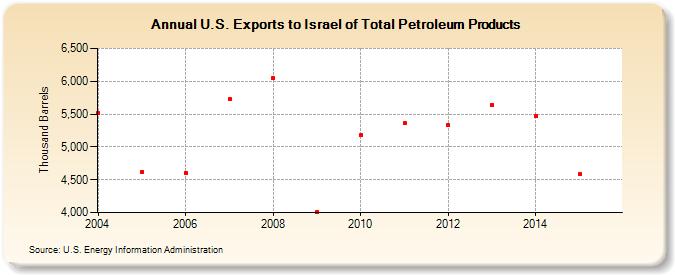 Annual U.S. Exports to Israel of Total Petroleum Products
Thousand Barrels
6,500
6,000
5,500
5,000
4,500
4,000
2004 2006 2008 2010 2012 2014
Source: U.S. Energy Information Administration